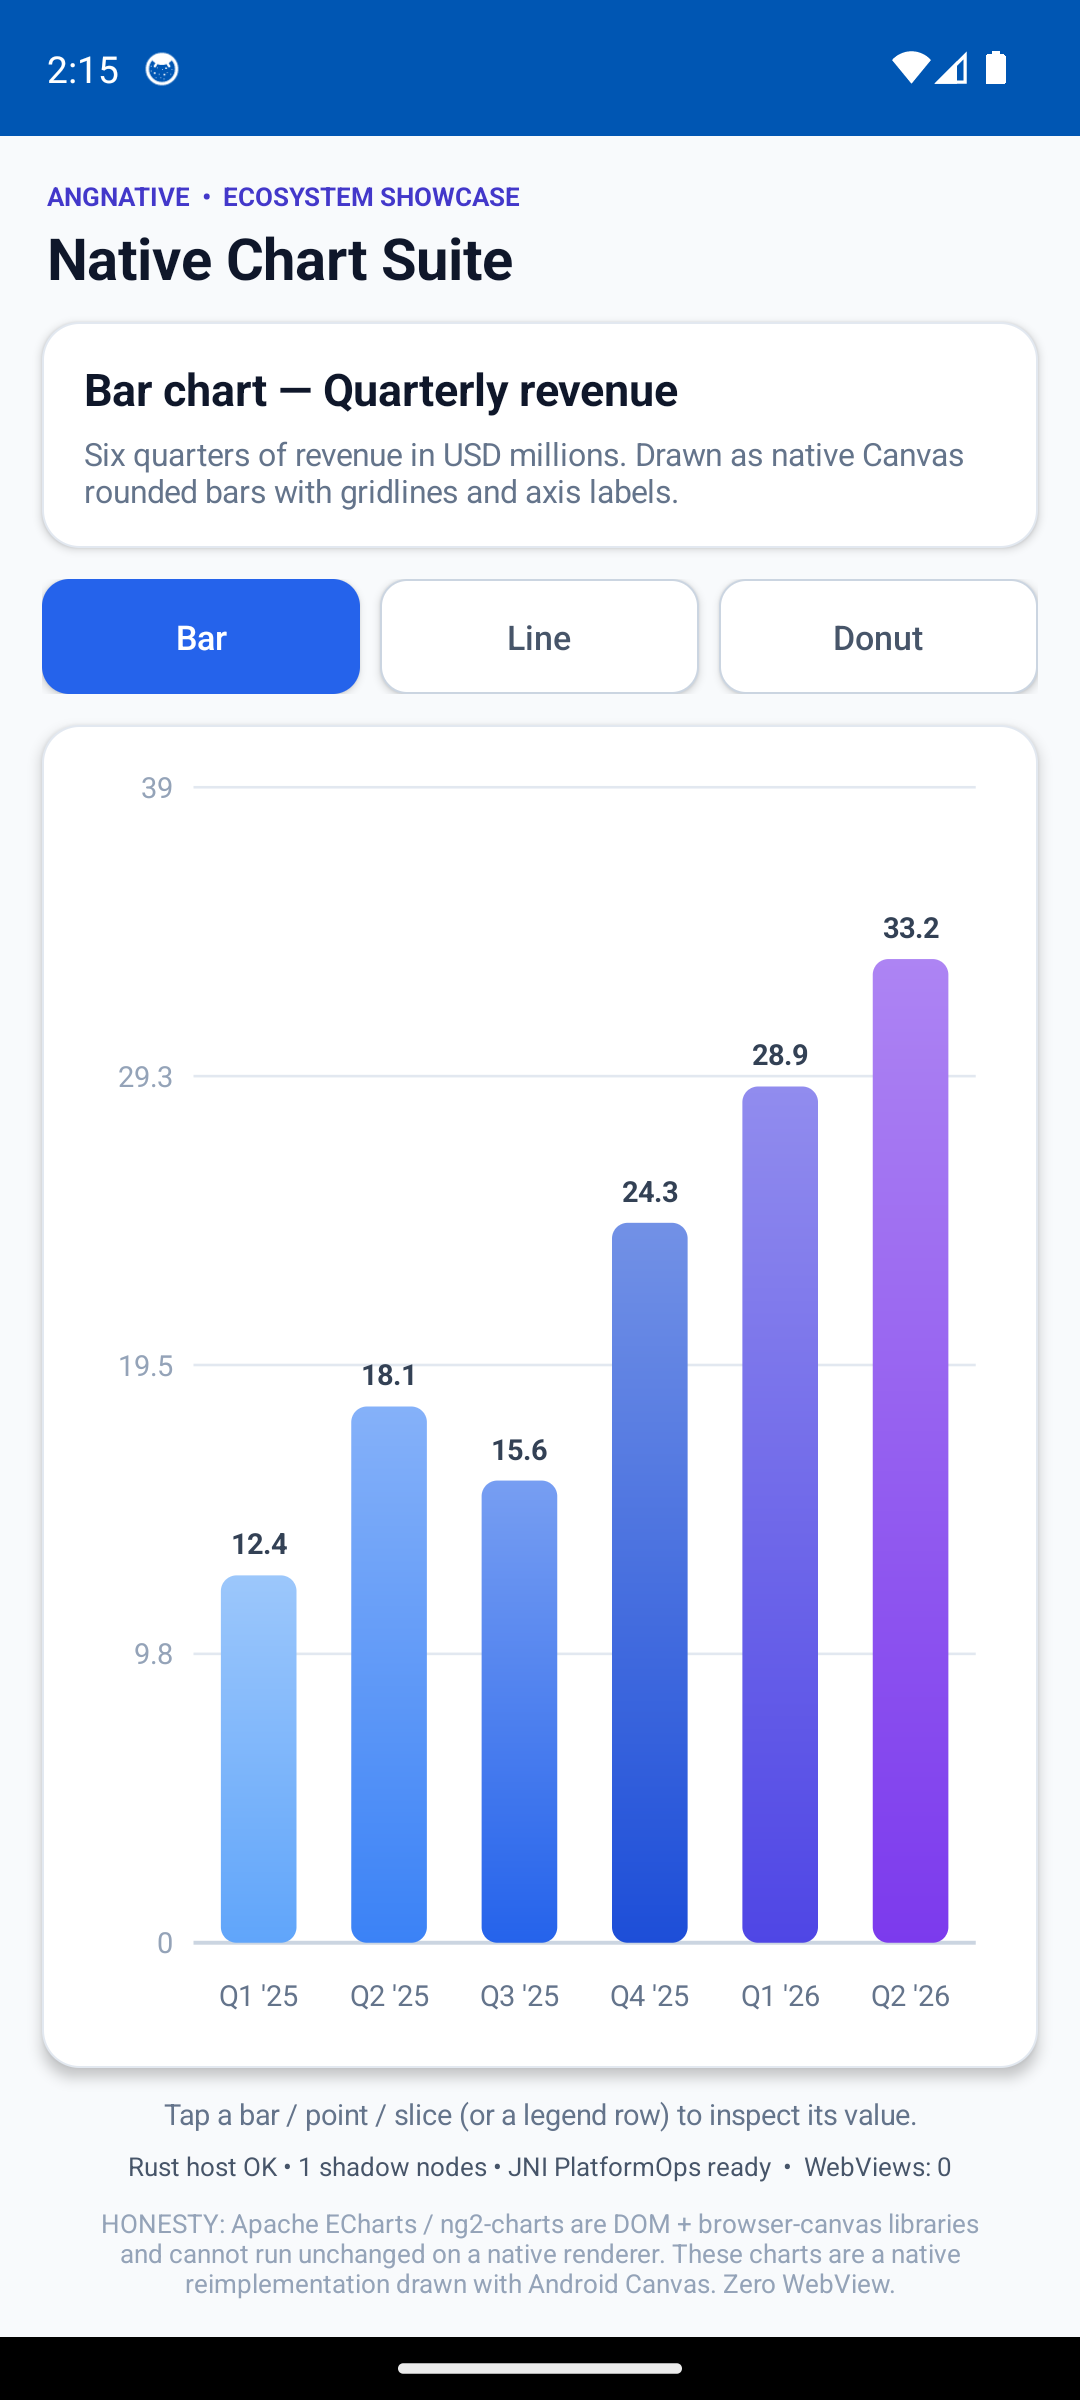 2:15
ANGNATIVE • ECOSYSTEM SHOWCASE
Native Chart Suite
Bar chart — Quarterly revenue
Six quarters of revenue in USD millions. Drawn as native Canvas
rounded bars with gridlines and axis labels.
Bar
Line
Donut
39
33.2
28.9
29.3
24.3
19.5
18.1
15.6
12.4
9.8
0
Q1 '25
Q2 '25
Q3 '25
Q4 '25
Q1 '26
Q2 '26
Tap a bar / point / slice (or a legend row) to inspect its value.
Rust host OK • 1 shadow nodes • JNI PlatformOps ready • WebViews: 0
HONESTY: Apache ECharts / ng2-charts are DOM + browser-canvas libraries
and cannot run unchanged on a native renderer. These charts are a native
reimplementation drawn with Android Canvas. Zero WebView.